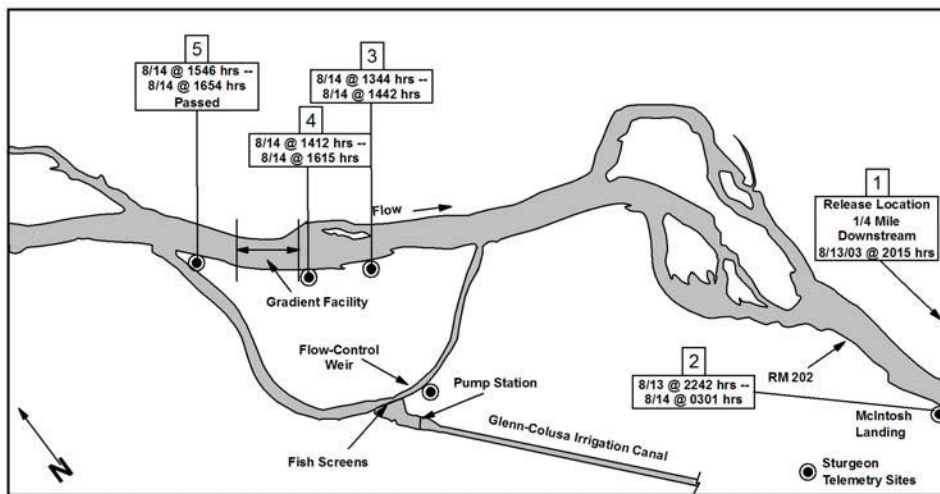 5
8/14 @ 1546 hrs --
8/14 @ 1654 hrs
Passed
3
8/14 @ 1344 hrs --
8/14 @ 1442 hrs
4
8/14 @ 1412 hrs --
8/14 @ 1615 hrs
Flow
1
Release Location
1/4 Mile
Downstream
8/13/03 @ 2015 hrs
Gradient Facility
Flow-Control
Weir
Pump Station
2
8/13 @ 2242 hrs --
8/14 @ 0301 hrs
RM 202
McIntosh
Landing
Glenn-Colusa Irrigation Canal
Fish Screens
N
Sturgeon
Telemetry Sites